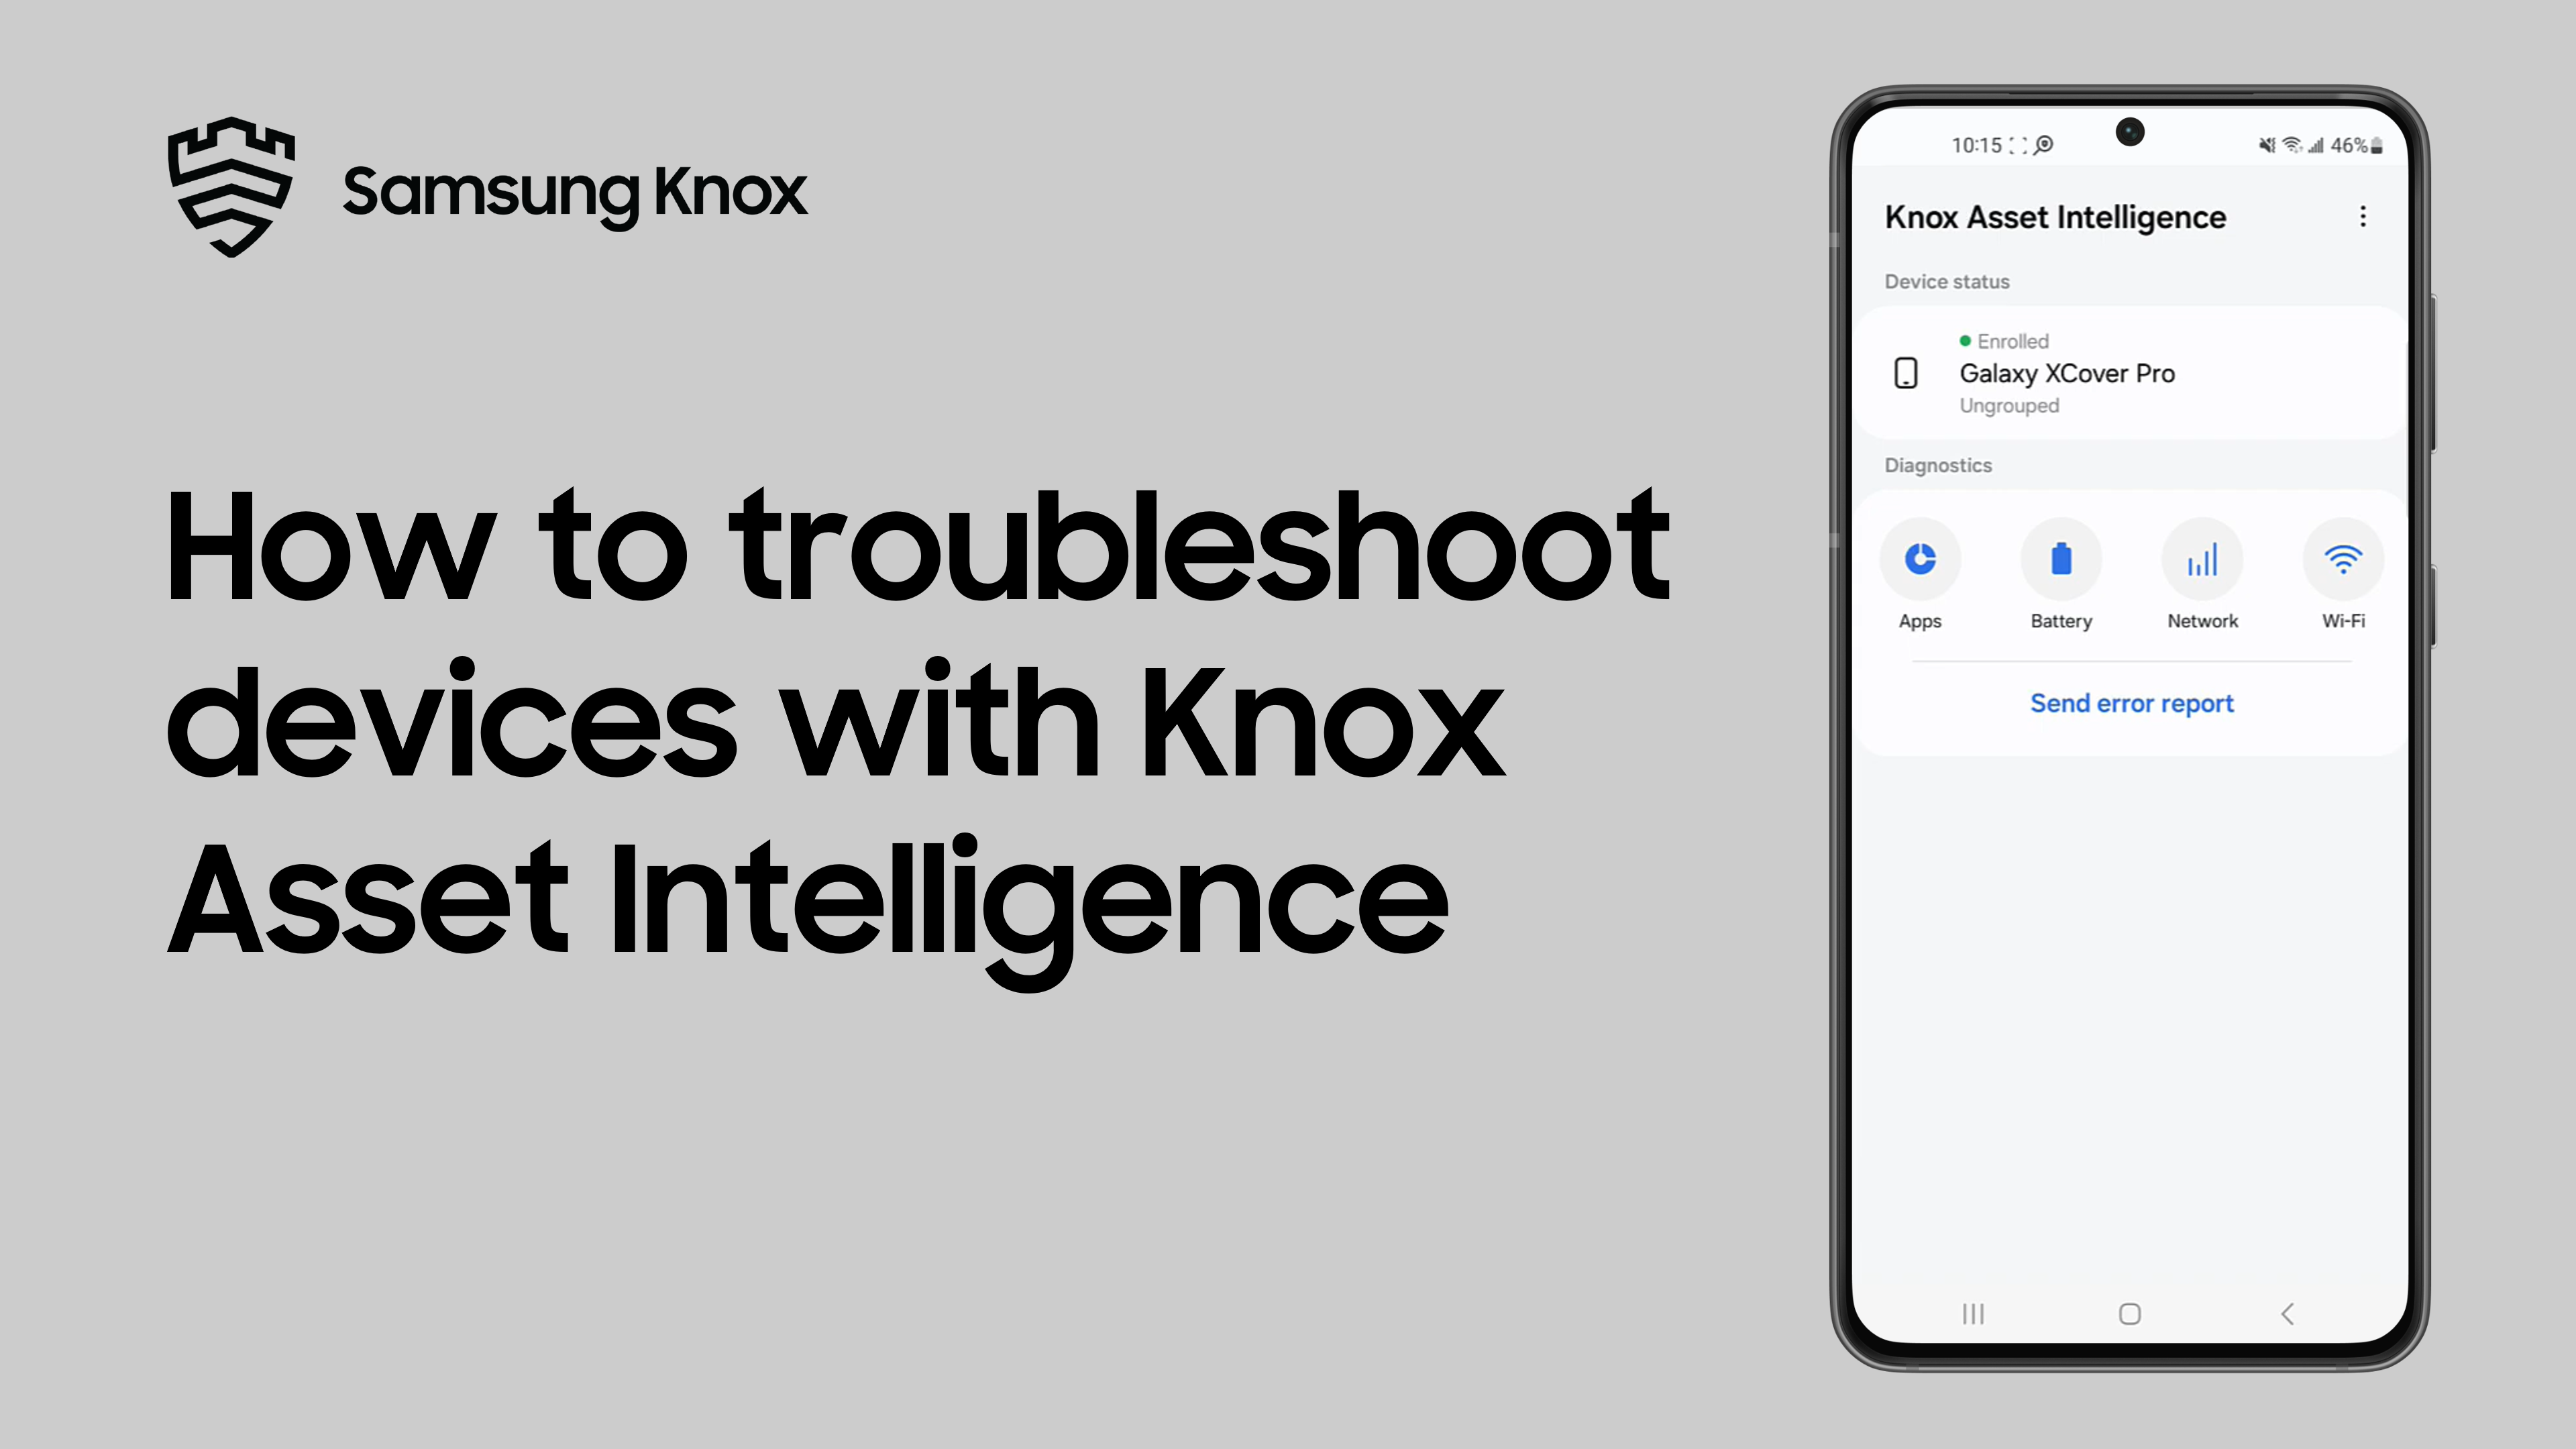 Samsung Knox
How to troubleshoot
devices with Knox
Asset Intelligence
10:15
46%
Knox Asset Intelligence
Device status
Enrolled
Galaxy XCover Pro
Ungrouped
Diagnostics
Apps Battery Network Wi-Fi
Send error report